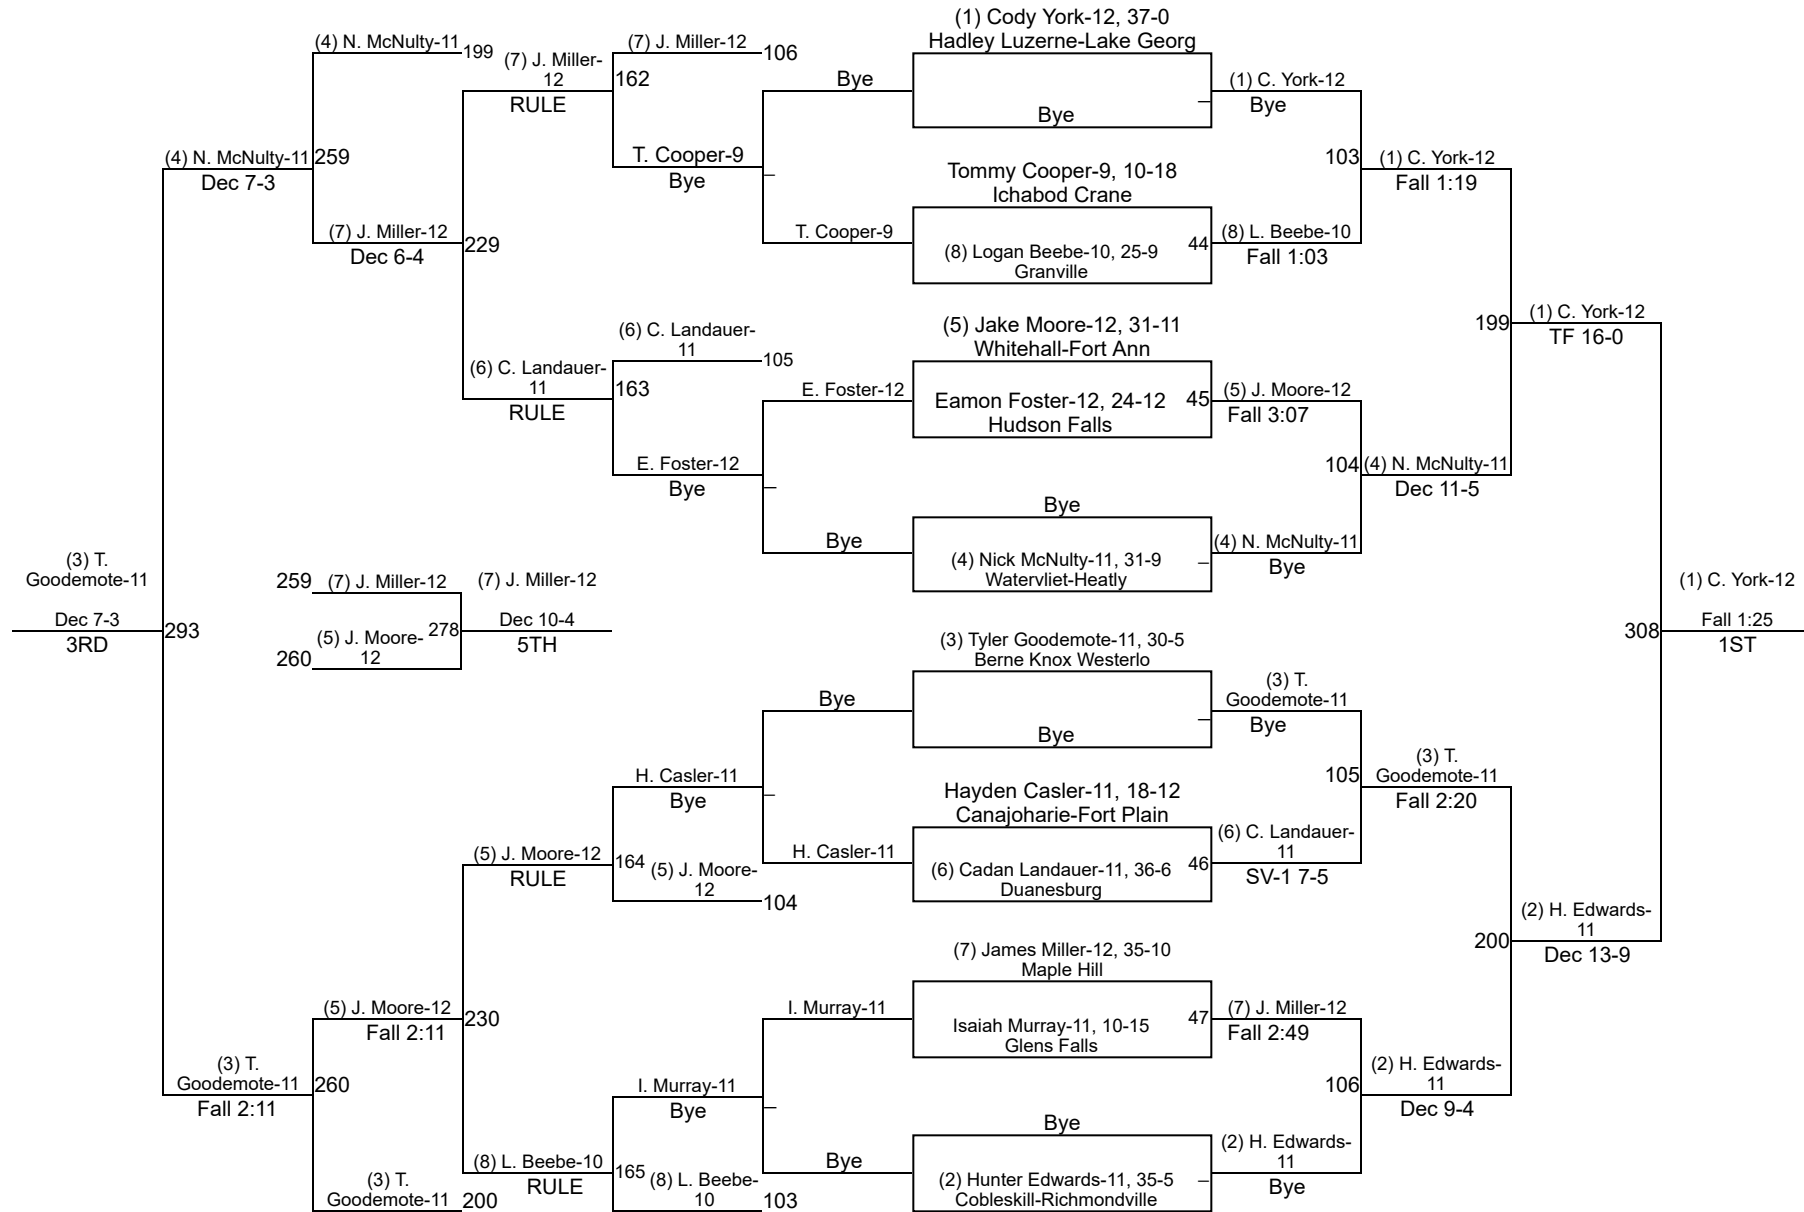 (1) Cody York-12, 37-0
Hadley Luzerne-Lake Georg
Bye
(1) C. York-12
Bye
Tommy Cooper-9, 10-18
Ichabod Crane
(8) Logan Beebe-10, 25-9
Granville
44
(8) L. Beebe-10
Fall 1:03
103
(1) C. York-12
Fall 1:19
(5) Jake Moore-12, 31-11
Whitehall-Fort Ann
Eamon Foster-12, 24-12
Hudson Falls
45
(5) J. Moore-12
Fall 3:07
Bye
(4) Nick McNulty-11, 31-9
Watervliet-Heatly
(4) N. McNulty-11
Bye
104
(4) N. McNulty-11
Dec 11-5
199
(1) C. York-12
TF 16-0
(3) Tyler Goodemote-11, 30-5
Berne Knox Westerlo
Bye
(3) T.
Goodemote-11
Bye
Hayden Casler-11, 18-12
Canajoharie-Fort Plain
(6) Cadan Landauer-11, 36-6
Duanesburg
46
(6) C. Landauer-
11
SV-1 7-5
105
(3) T.
Goodemote-11
Fall 2:20
(7) James Miller-12, 35-10
Maple Hill
Isaiah Murray-11, 10-15
Glens Falls
47
(7) J. Miller-12
Fall 2:49
Bye
(2) Hunter Edwards-11, 35-5
Cobleskill-Richmondville
(2) H. Edwards-
11
Bye
106
(2) H. Edwards-
11
Dec 9-4
200
(2) H. Edwards-
11
Dec 13-9
308
(1) C. York-12
Fall 1:25
1ST
Bye
T. Cooper-9
T. Cooper-9
Bye
(7) J. Miller-12
106
162
(7) J. Miller-
12
RULE
E. Foster-12
Bye
E. Foster-12
Bye
(6) C. Landauer-
11
105
163
(6) C. Landauer-
11
RULE
229
(7) J. Miller-12
Dec 6-4
(4) N. McNulty-11
199
259
(4) N. McNulty-11
Dec 7-3
Bye
H. Casler-11
H. Casler-11
Bye
(5) J. Moore-
12
104
164
(5) J. Moore-12
RULE
I. Murray-11
Bye
I. Murray-11
Bye
(8) L. Beebe-
10
103
165
(8) L. Beebe-10
RULE
230
(5) J. Moore-12
Fall 2:11
(3) T.
Goodemote-11
200
260
(3) T.
Goodemote-11
Fall 2:11
293
(3) T.
Goodemote-11
Dec 7-3
3RD
259
(7) J. Miller-12
260
(5) J. Moore-
12
278
(7) J. Miller-12
Dec 10-4
5TH